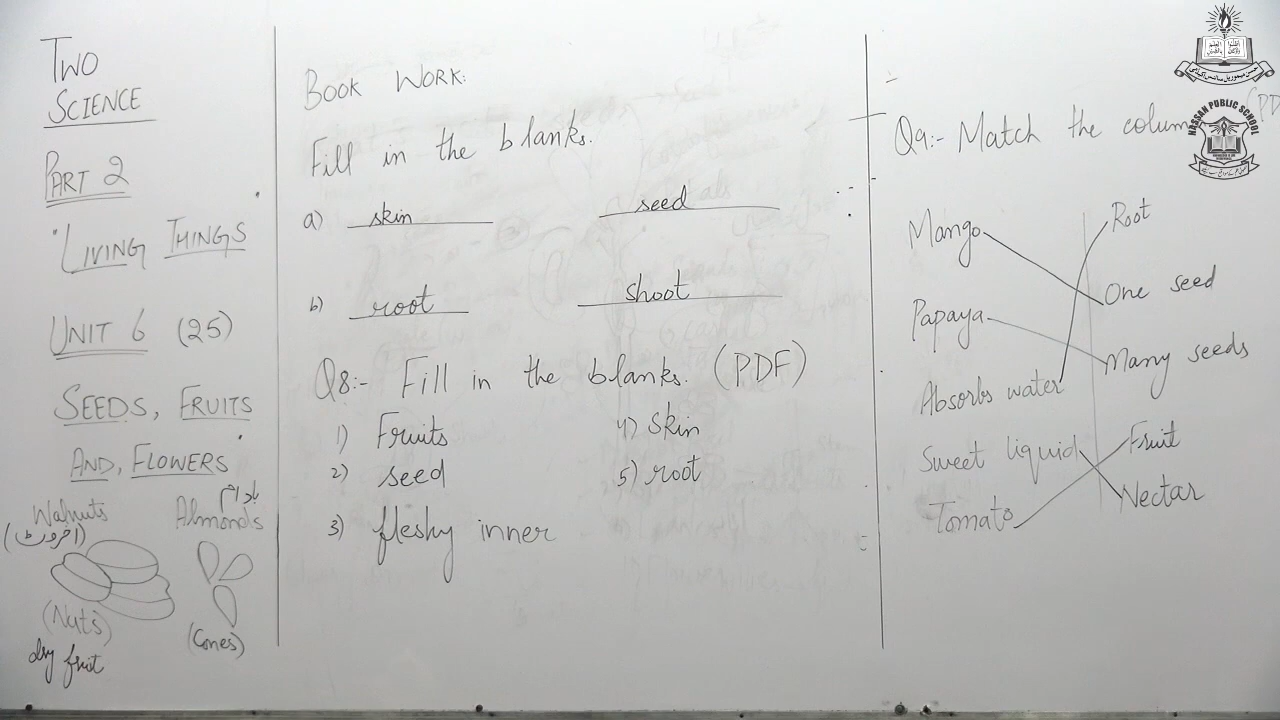 TWO
SCIENCE
PART 2
LIVING THINGS
UNIT 6 (25)
SEEDS, FRUITS
AND, FLOWERS
Walnuts
(اخروٹ)
بادام
Almonds
(Nuts)
dry fruit
(Cones)
BOOK WORK:
Fill in the blanks.
a) skin seed
b) root shoot
Q8:- Fill in the blanks. (PDF)
1) Fruits 4) Skin
2) seed 5) root
3) fleshy inner
Q9:- Match the colum
Mango Root
One seed
Papaya
Many seeds
Absorbs water
Sweet liquid Fruit
Tomato Nectar
HASSAN PUBLIC SCHOOL